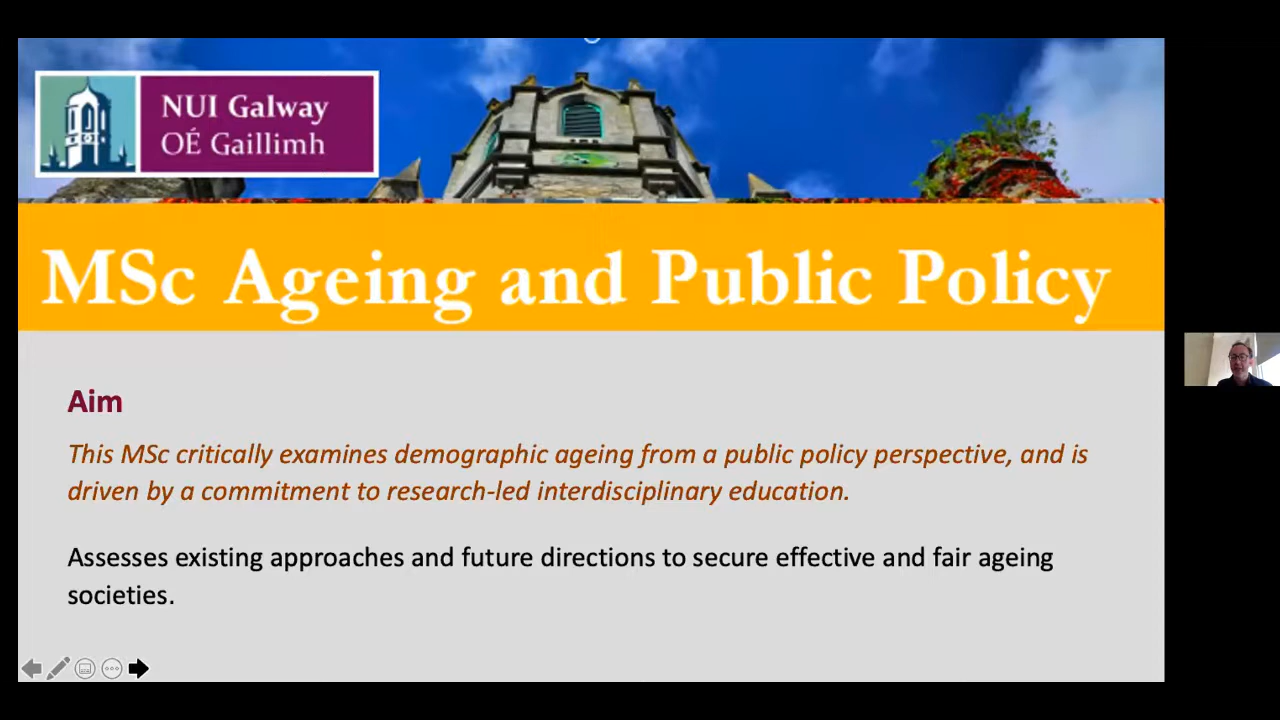 NUI Galway
OÉ Gaillimh
MSc Ageing and Public Policy
Aim
This MSc critically examines demographic ageing from a public policy perspective, and is
driven by a commitment to research-led interdisciplinary education.
Assesses existing approaches and future directions to secure effective and fair ageing
societies.